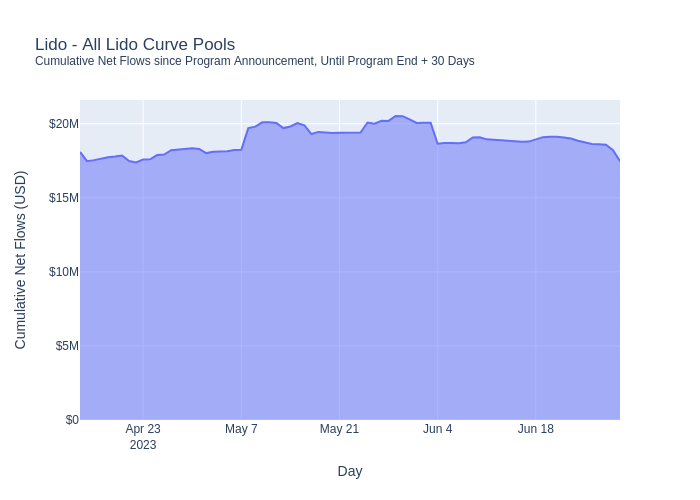 Lido - All Lido Curve Pools
Cumulative Net Flows since Program Announcement, Until Program End + 30 Days
Cumulative Net Flows (USD)
$20M
$15M
$10M
$5M
$0
Apr 23
2023
May 7
May 21
Jun 4
Jun 18
Day